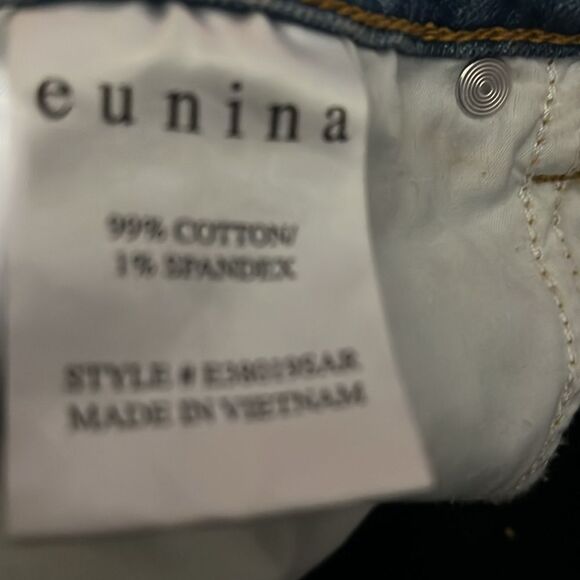 eunina
99% COTTON/
1% SPANDEX
STYLE #
MADE IN VIETNAM